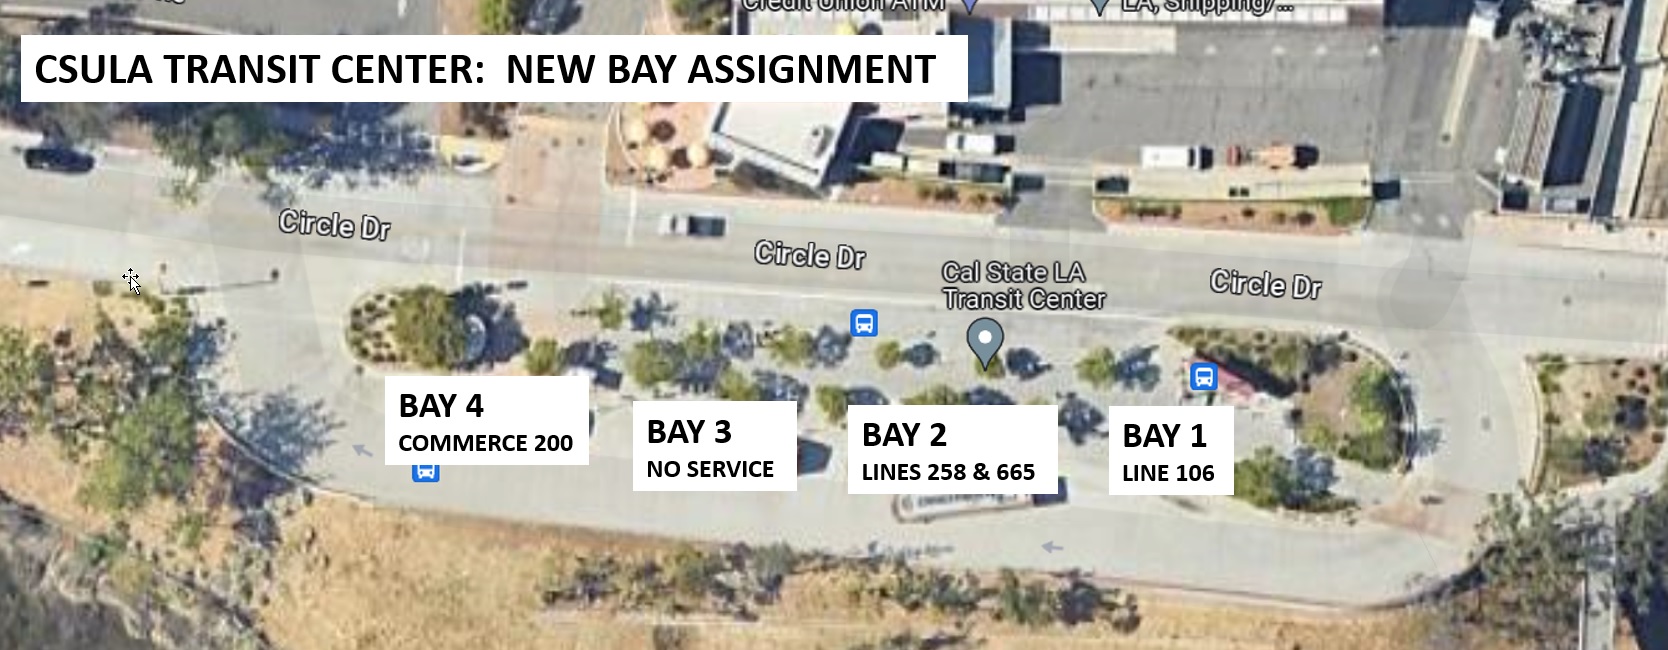 Credit Union ATM
LA, Shipping/...
CSULA TRANSIT CENTER: NEW BAY ASSIGNMENT
Circle Dr
Circle Dr
Cal State LA
Transit Center
Circle Dr
BAY 4
COMMERCE 200
BAY 3
NO SERVICE
BAY 2
LINES 258 & 665
BAY 1
LINE 106